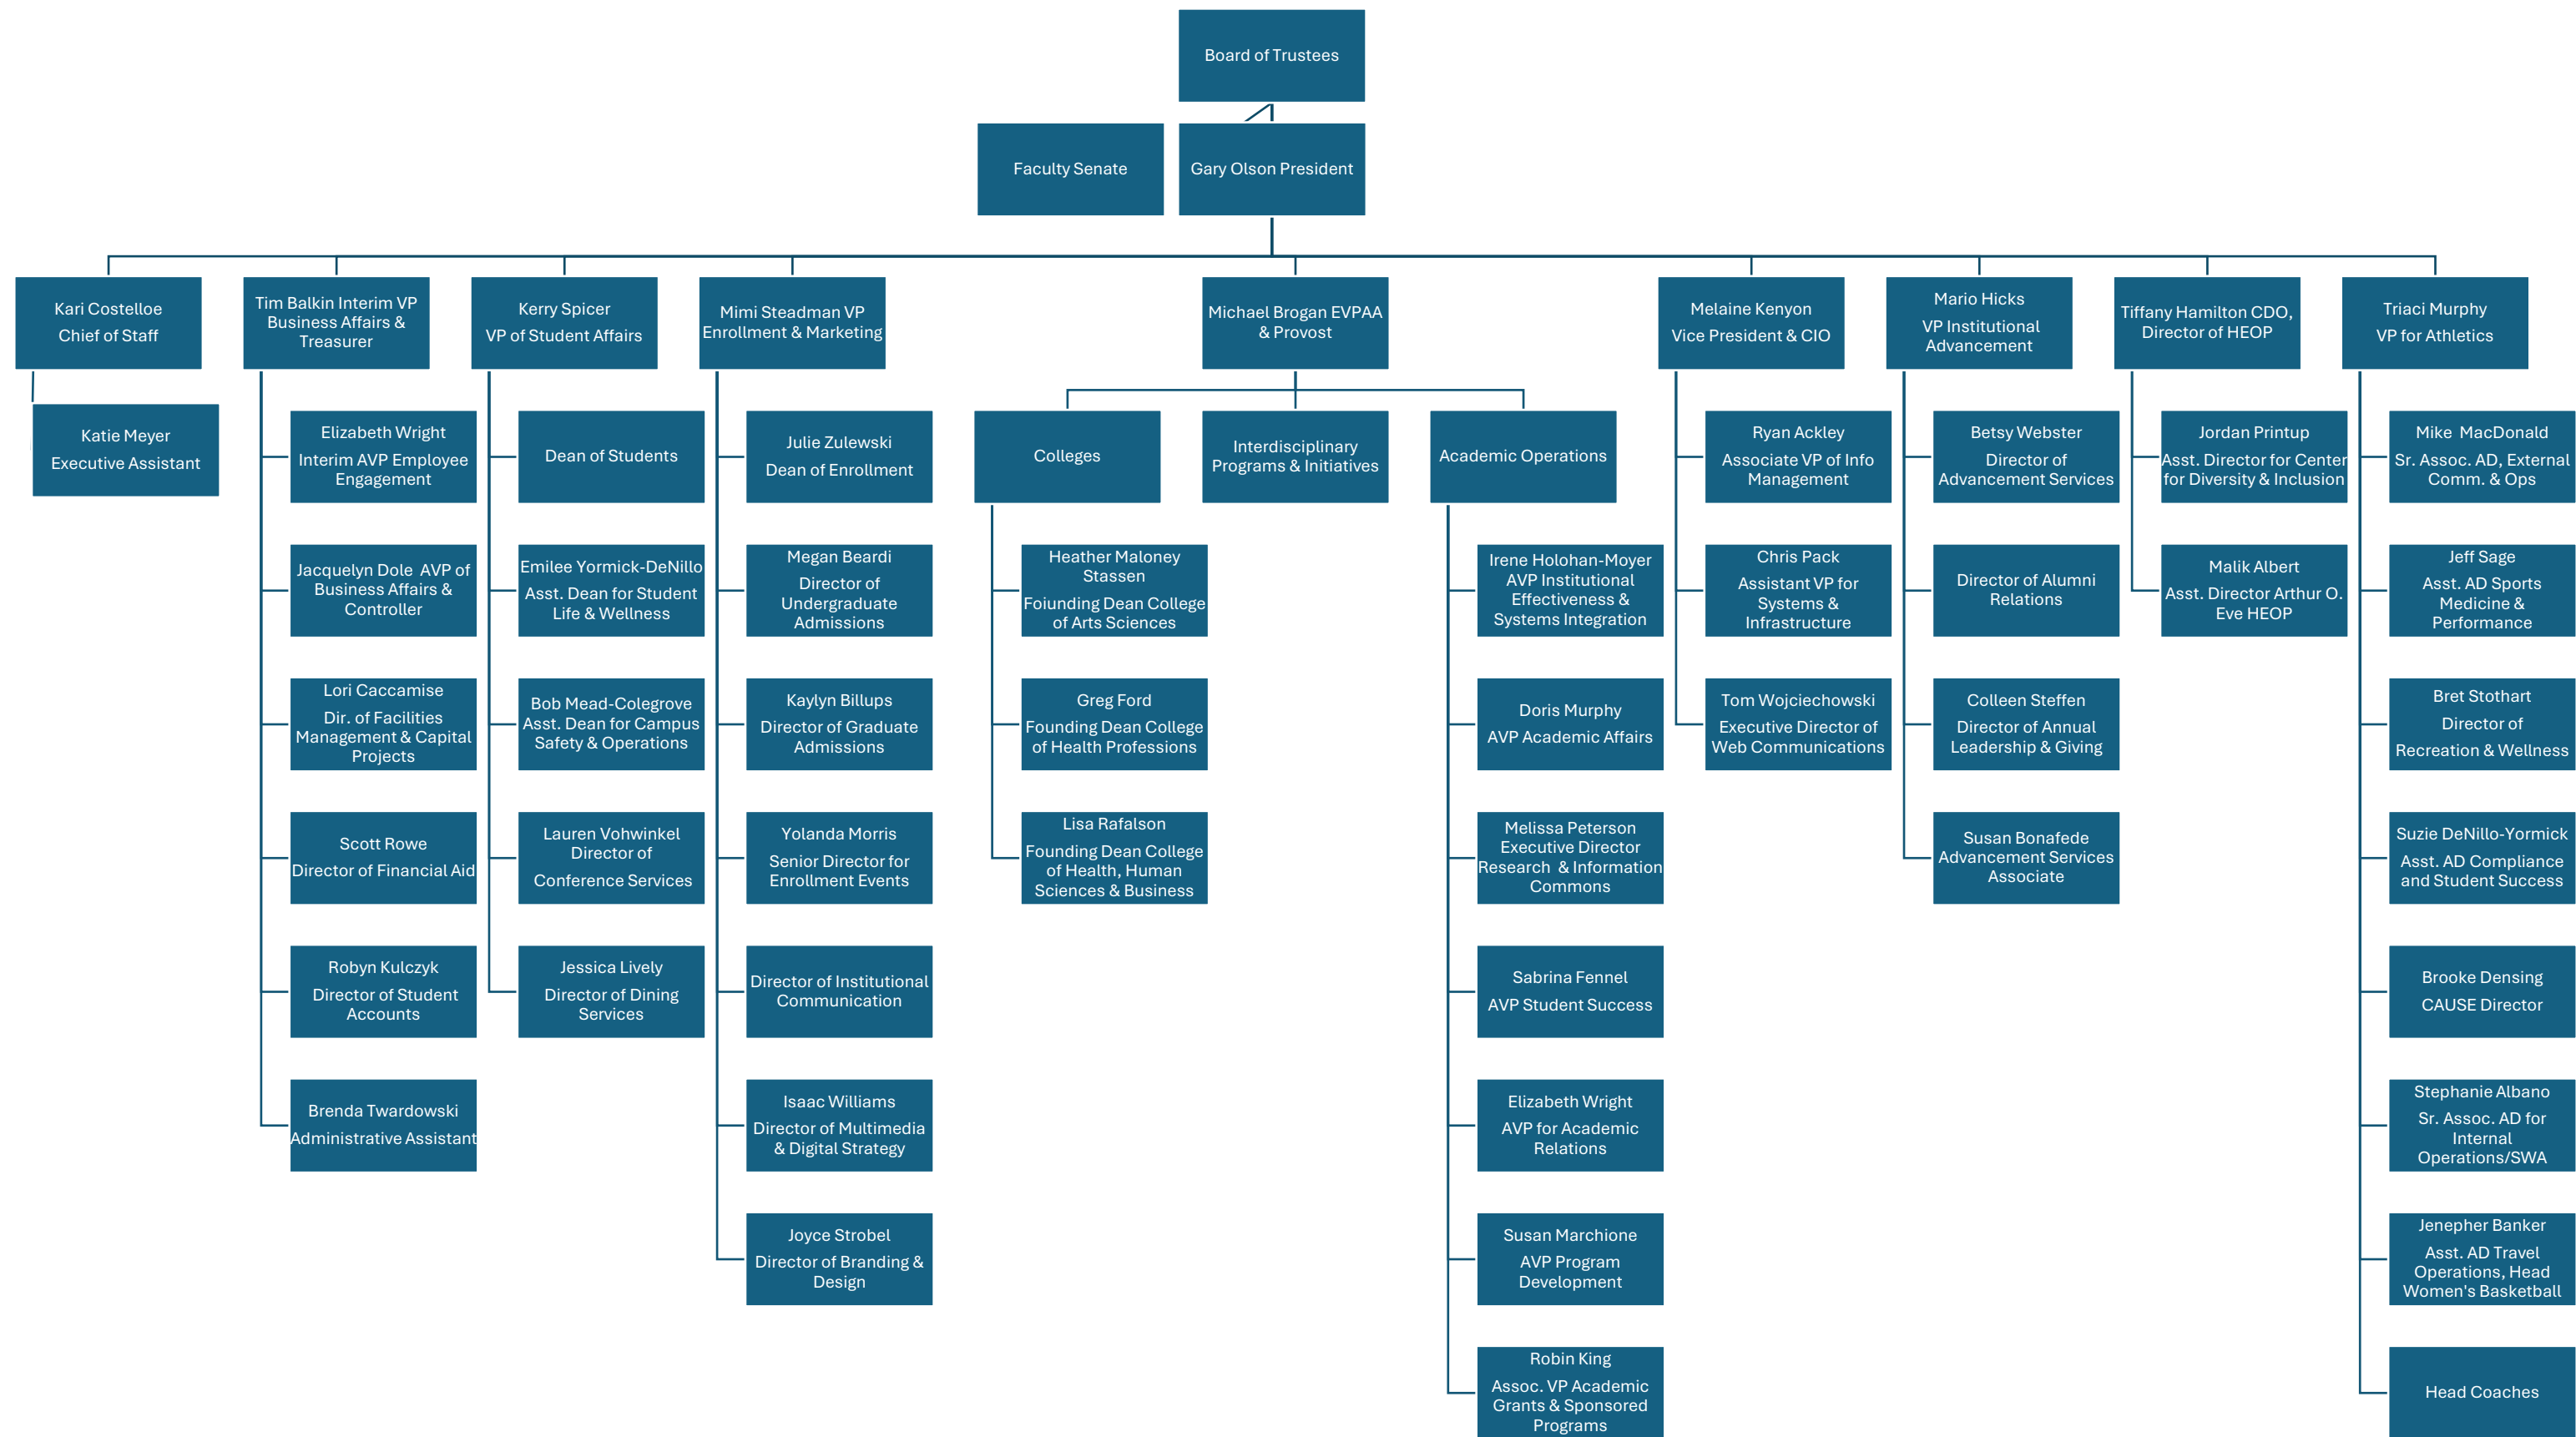 Board of Trustees
Faculty Senate
Gary Olson President
Kari Costelloe
Chief of Staff
Katie Meyer
Executive Assistant
Tim Balkin Interim VP
Business Affairs &
Treasurer
Elizabeth Wright
Interim AVP Employee
Engagement
Jacquelyn Dole  AVP of
Business Affairs &
Controller
Lori Caccamise
Dir. of Facilities
Management & Capital
Projects
Scott Rowe
Director of Financial Aid
Robyn Kulczyk
Director of Student
Accounts
Brenda Twardowski
Administrative Assistant
Kerry Spicer
VP of Student Affairs
Dean of Students
Emilee Yormick-DeNillo
Asst. Dean for Student
Life & Wellness
Bob Mead-Colegrove
Asst. Dean for Campus
Safety & Operations
Lauren Vohwinkel
Director of
Conference Services
Jessica Lively
Director of Dining
Services
Mimi Steadman VP
Enrollment & Marketing
Julie Zulewski
Dean of Enrollment
Megan Beardi
Director of
Undergraduate
Admissions
Kaylyn Billups
Director of Graduate
Admissions
Yolanda Morris
Senior Director for
Enrollment Events
Director of Institutional
Communication
Isaac Williams
Director of Multimedia
& Digital Strategy
Joyce Strobel
Director of Branding &
Design
Michael Brogan EVPAA
& Provost
Colleges
Heather Maloney
Stassen
Foiunding Dean College
of Arts Sciences
Greg Ford
Founding Dean College
of Health Professions
Lisa Rafalson
Founding Dean College
of Health, Human
Sciences & Business
Interdisciplinary
Programs & Initiatives
Academic Operations
Irene Holohan-Moyer
AVP Institutional
Effectiveness &
Systems Integration
Doris Murphy
AVP Academic Affairs
Melissa Peterson
Executive Director
Research  & Information
Commons
Sabrina Fennel
AVP Student Success
Elizabeth Wright
AVP for Academic
Relations
Susan Marchione
AVP Program
Development
Robin King
Assoc. VP Academic
Grants & Sponsored
Programs
Melaine Kenyon
Vice President & CIO
Ryan Ackley
Associate VP of Info
Management
Chris Pack
Assistant VP for
Systems &
Infrastructure
Tom Wojciechowski
Executive Director of
Web Communications
Mario Hicks
VP Institutional
Advancement
Betsy Webster
Director of
Advancement Services
Director of Alumni
Relations
Colleen Steffen
Director of Annual
Leadership & Giving
Susan Bonafede
Advancement Services
Associate
Tiffany Hamilton CDO,
Director of HEOP
Jordan Printup
Asst. Director for Center
for Diversity & Inclusion
Malik Albert
Asst. Director Arthur O.
Eve HEOP
Triaci Murphy
VP for Athletics
Mike  MacDonald
Sr. Assoc. AD, External
Comm. & Ops
Jeff Sage
Asst. AD Sports
Medicine &
Performance
Bret Stothart
Director of
Recreation & Wellness
Suzie DeNillo-Yormick
Asst. AD Compliance
and Student Success
Brooke Densing
CAUSE Director
Stephanie Albano
Sr. Assoc. AD for
Internal
Operations/SWA
Jenepher Banker
Asst. AD Travel
Operations, Head
Women's Basketball
Head Coaches